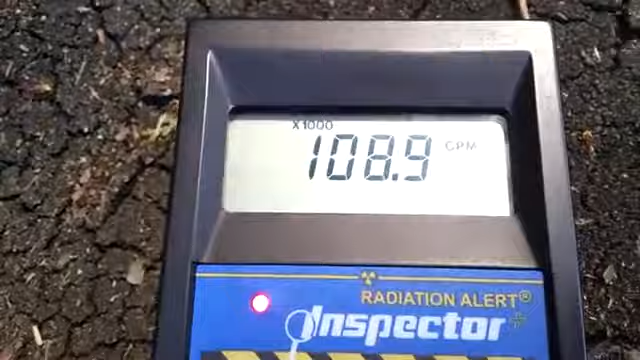 X1000
108.9 CPM
RADIATION ALERT®
Inspector+